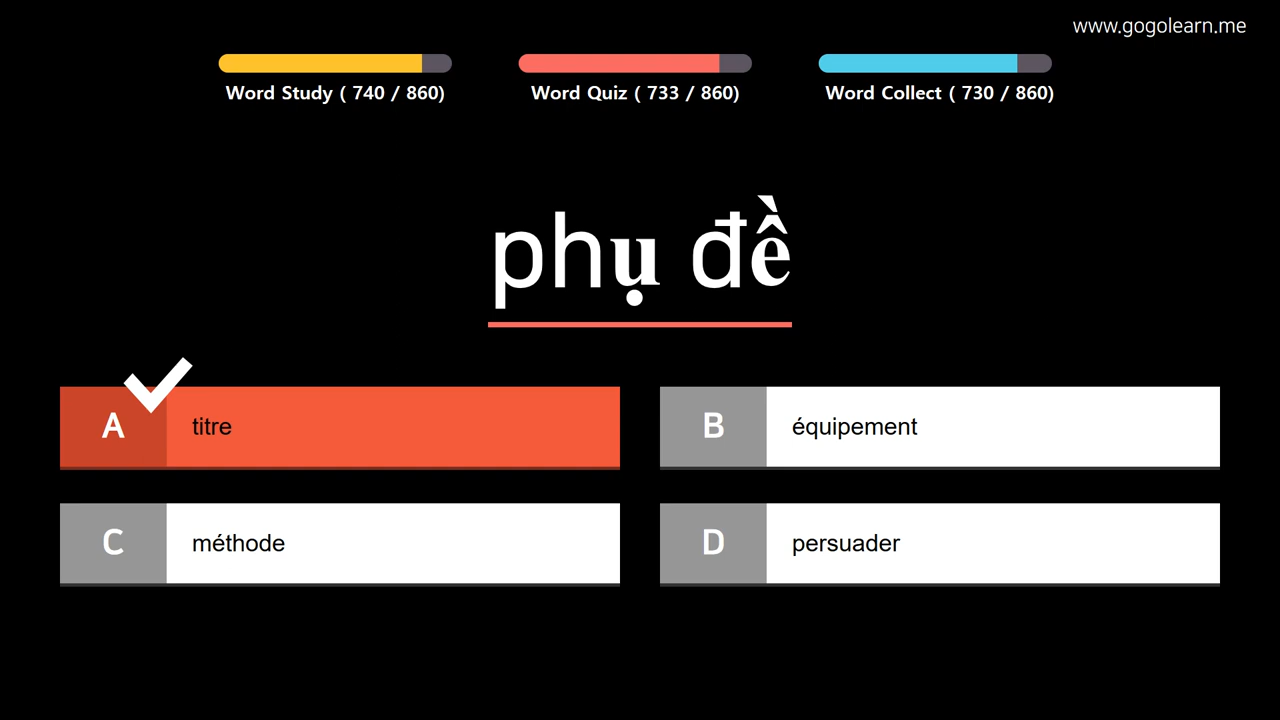 www.gogolearn.me
Word Study ( 740 / 860)
Word Quiz ( 733 / 860)
Word Collect ( 730 / 860)
phụ đề
A
titre
B
équipement
C
méthode
D
persuader